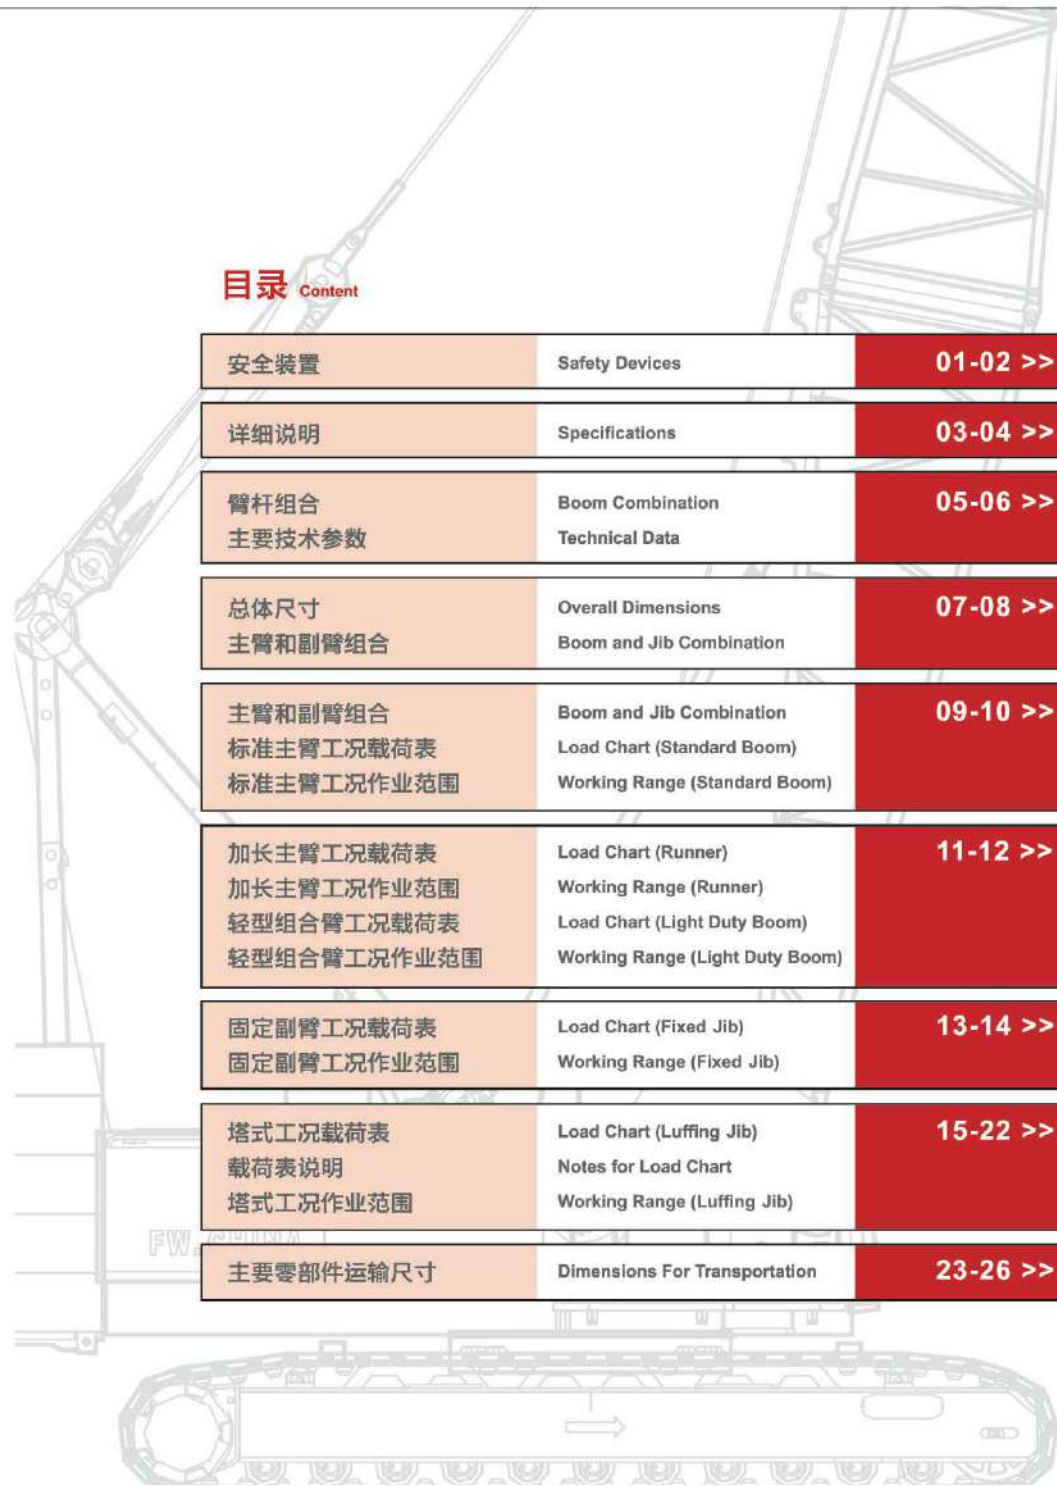 目录 Content
安全装置 Safety Devices 01-02 >>
详细说明 Specifications 03-04 >>
臂杆组合 Boom Combination 05-06 >>
主要技术参数 Technical Data
总体尺寸 Overall Dimensions 07-08 >>
主臂和副臂组合 Boom and Jib Combination
主臂和副臂组合 Boom and Jib Combination 09-10 >>
标准主臂工况载荷表 Load Chart (Standard Boom)
标准主臂工况作业范围 Working Range (Standard Boom)
加长主臂工况载荷表 Load Chart (Runner) 11-12 >>
加长主臂工况作业范围 Working Range (Runner)
轻型组合臂工况载荷表 Load Chart (Light Duty Boom)
轻型组合臂工况作业范围 Working Range (Light Duty Boom)
固定副臂工况载荷表 Load Chart (Fixed Jib) 13-14 >>
固定副臂工况作业范围 Working Range (Fixed Jib)
塔式工况载荷表 Load Chart (Luffing Jib) 15-22 >>
载荷表说明 Notes for Load Chart
塔式工况作业范围 Working Range (Luffing Jib)
FW.CHINA
主要零部件运输尺寸 Dimensions For Transportation 23-26 >>